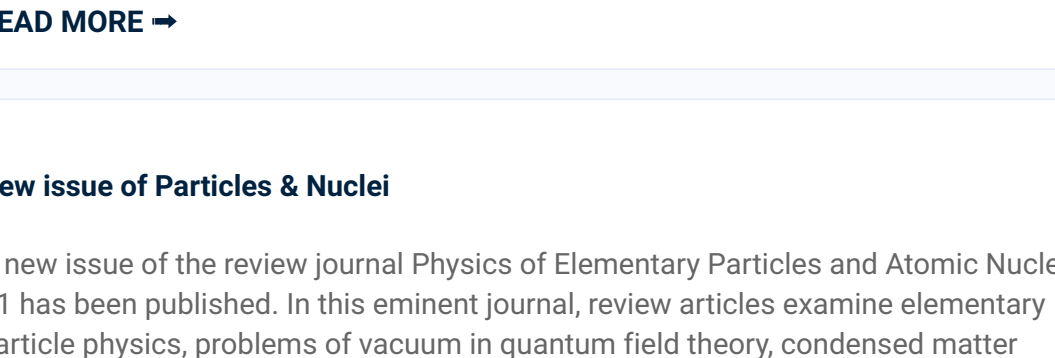 EAD MORE ➡
ew issue of Particles & Nuclei
new issue of the review journal Physics of Elementary Particles and Atomic Nucle
1 has been published. In this eminent journal, review articles examine elementary
article physics, problems of vacuum in quantum field theory, condensed matter